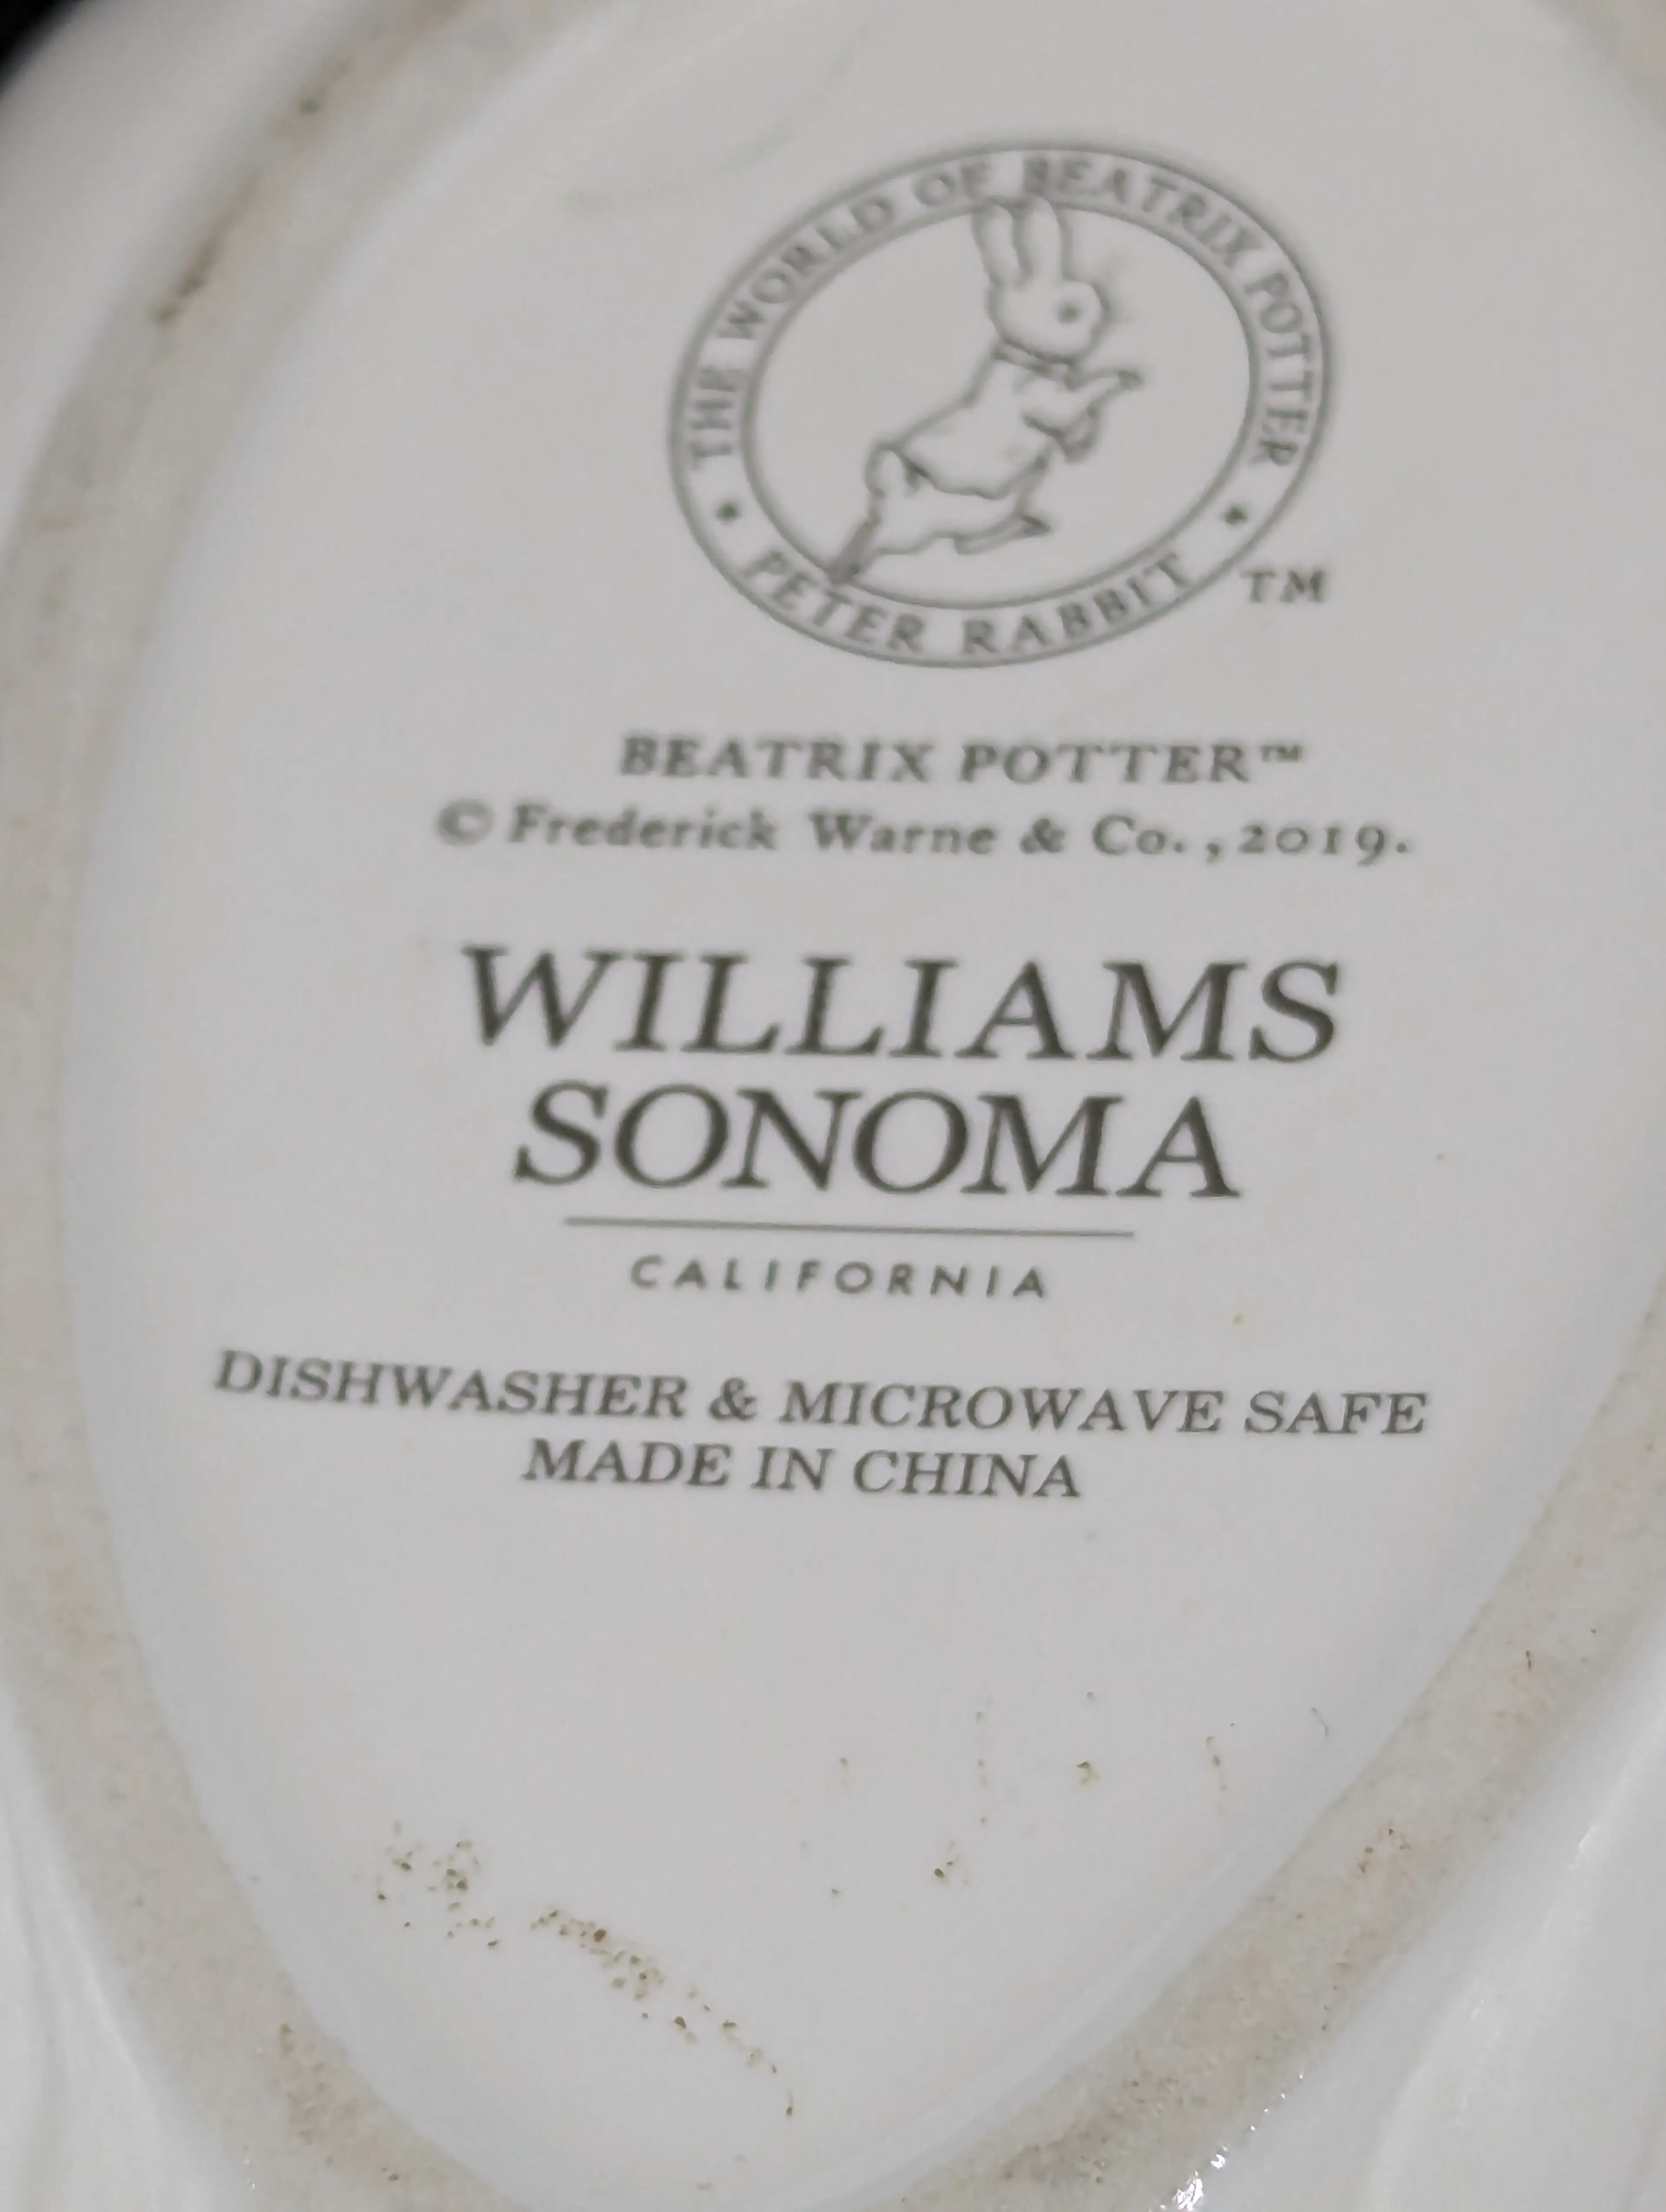 THE WORLD OF BEATRIX POTTER
PETER RABBIT
TM
BEATRIX POTTER™
© Frederick Warne & Co., 2019.
WILLIAMS
SONOMA
CALIFORNIA
DISHWASHER & MICROWAVE SAFE
MADE IN CHINA